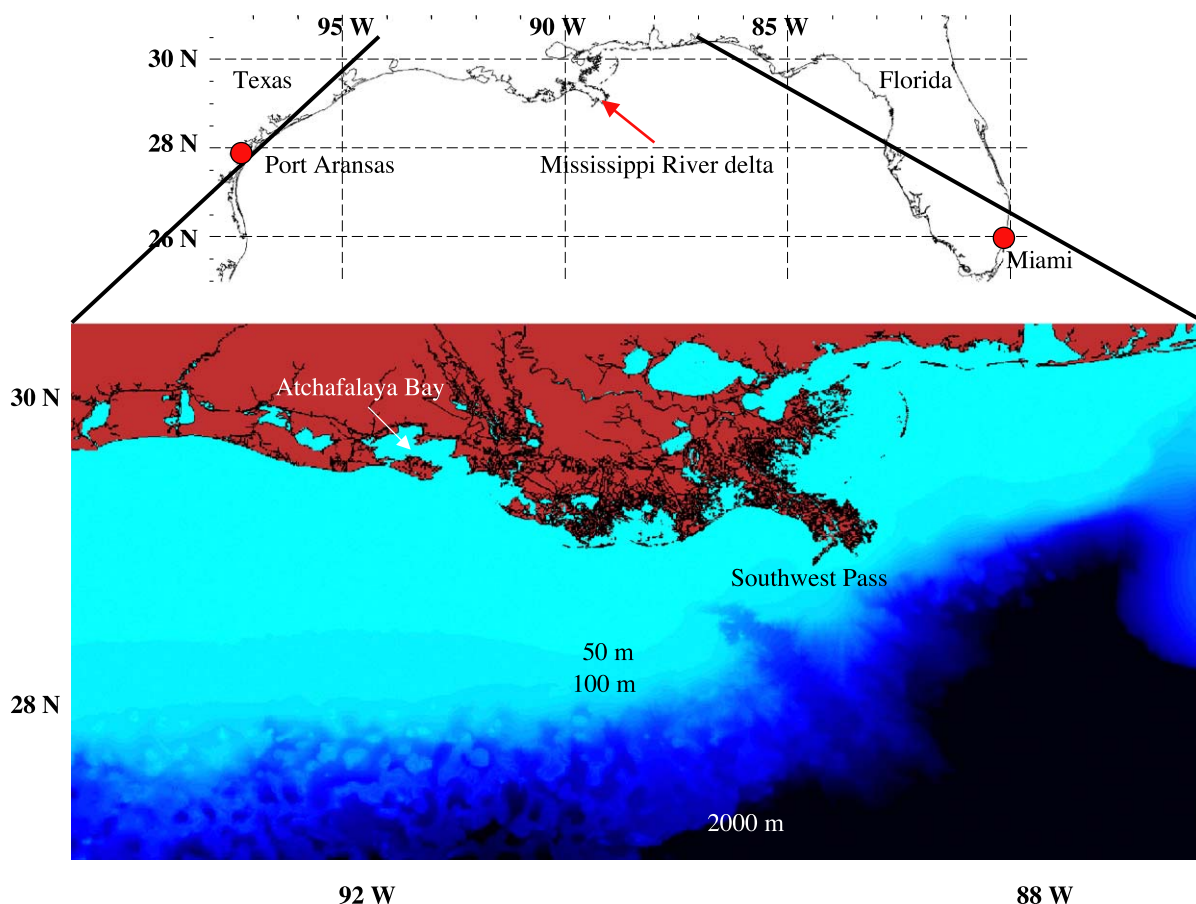 95 W
90 W
85 W
30 N
Texas
Florida
28 N
Port Aransas
Mississippi River delta
26 N
Miami
30 N
Atchafalaya Bay
Southwest Pass
50 m
100 m
28 N
2000 m
92 W
88 W